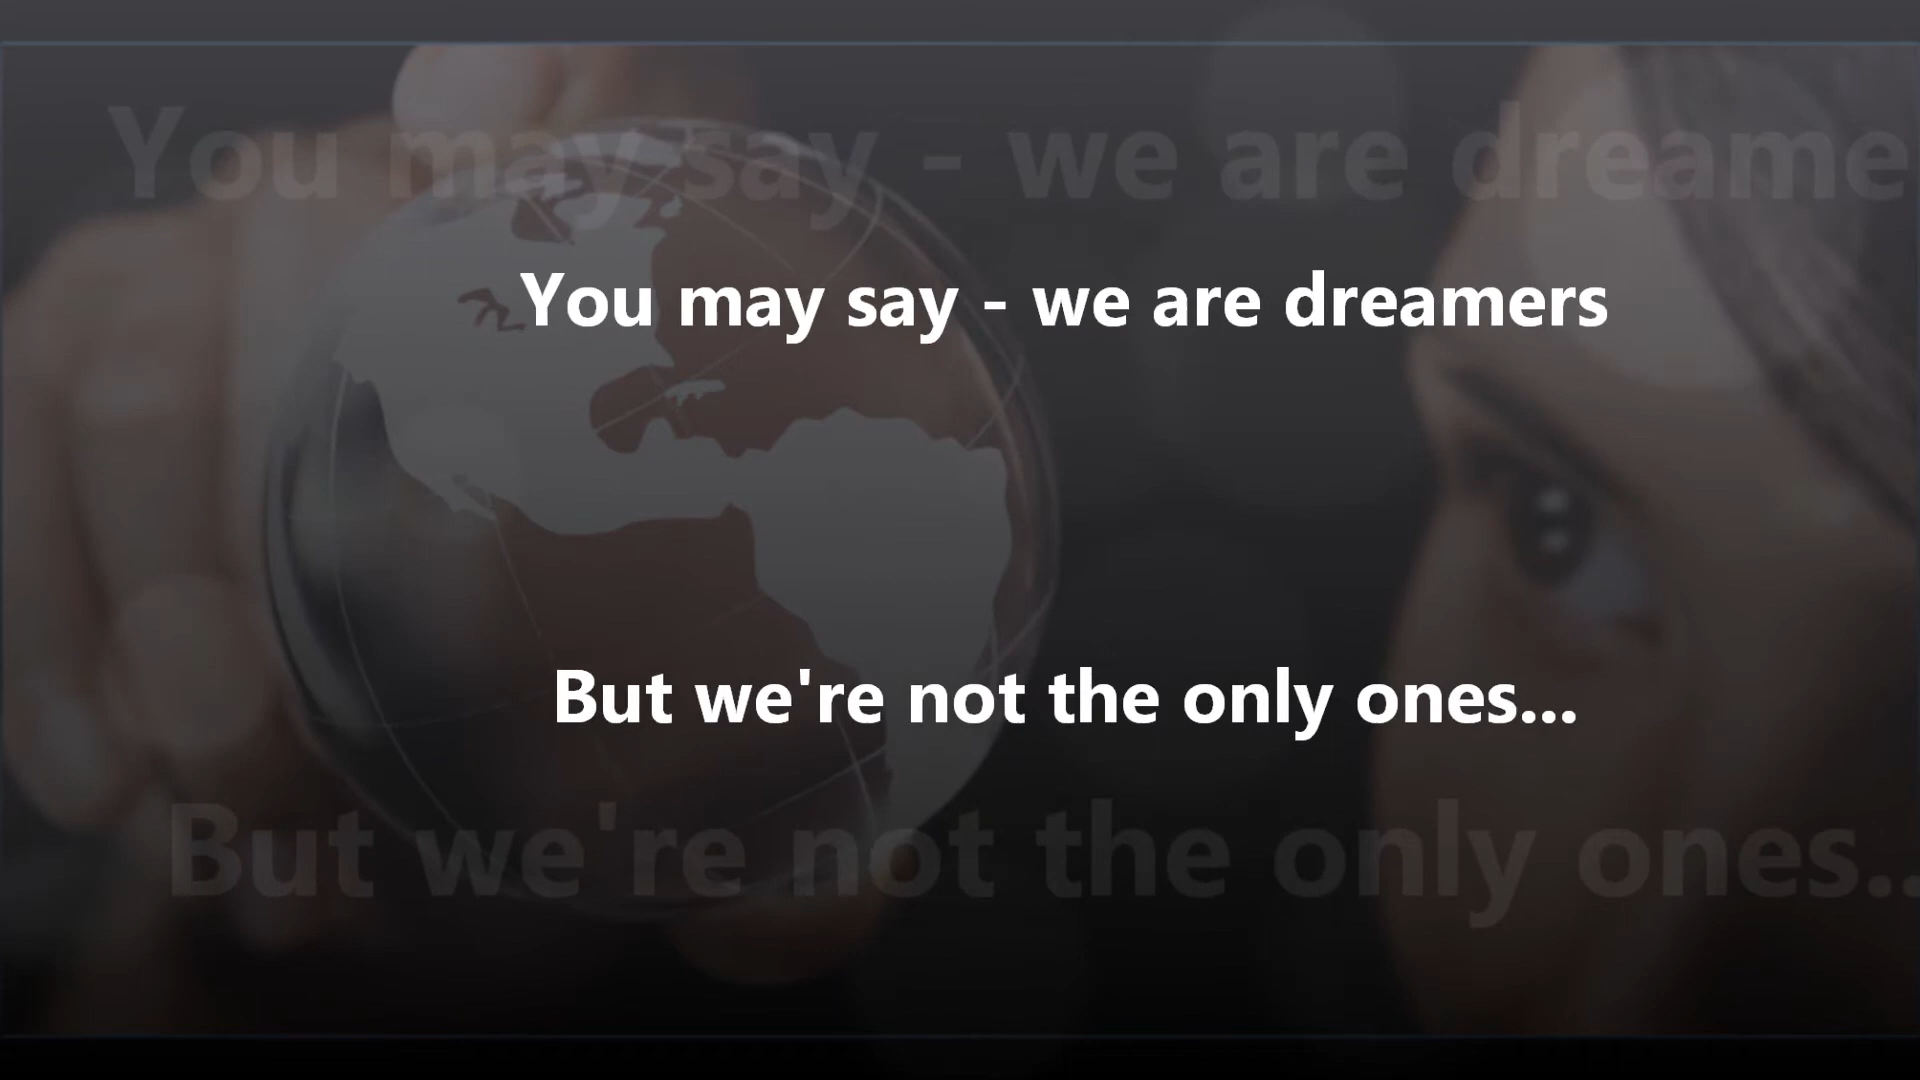 You may say - we are dreame
You may say - we are dreamers
But we're not the only ones...
But we're not the only ones..